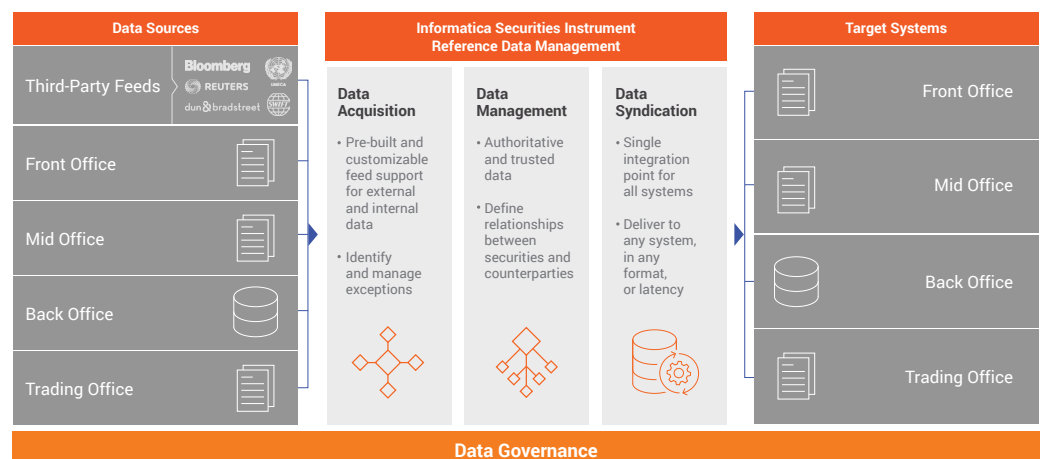 Data Sources
Third-Party Feeds
Bloomberg
REUTERS
dun&bradstreet
UNECE
SWIFT
Front Office
Mid Office
Back Office
Trading Office
Informatica Securities Instrument
Reference Data Management
Data
Acquisition
• Pre-built and
customizable
feed support
for external
and internal
data
• Identify
and manage
exceptions
Data
Management
• Authoritative
and trusted
data
• Define
relationships
between
securities and
counterparties
Data
Syndication
• Single
integration
point for
all systems
• Deliver to
any system,
in any
format,
or latency
Target Systems
Front Office
Mid Office
Back Office
Trading Office
Data Governance